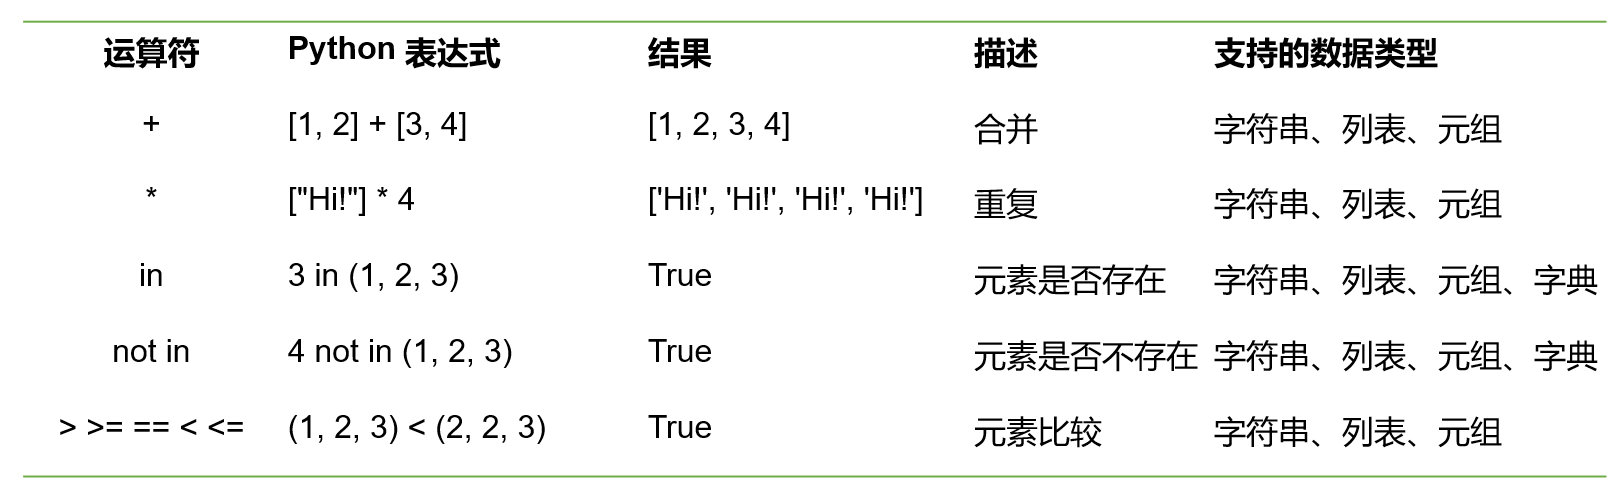 运算符 Python 表达式 结果 描述 支持的数据类型
+ [1, 2] + [3, 4] [1, 2, 3, 4] 合并 字符串、列表、元组
* ["Hi!"] * 4 ['Hi!', 'Hi!', 'Hi!', 'Hi!'] 重复 字符串、列表、元组
in 3 in (1, 2, 3) True 元素是否存在 字符串、列表、元组、字典
not in 4 not in (1, 2, 3) True 元素是否不存在 字符串、列表、元组、字典
> >= == < <= (1, 2, 3) < (2, 2, 3) True 元素比较 字符串、列表、元组